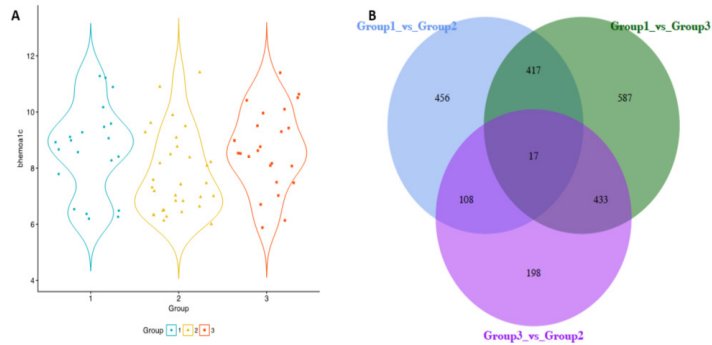 A
bhemoa1c
12
10
8
6
4
1
2
3
Group
Group 1 2 3
B
Group1_vs_Group2
Group1_vs_Group3
417
456
587
17
108
433
198
Group3_vs_Group2